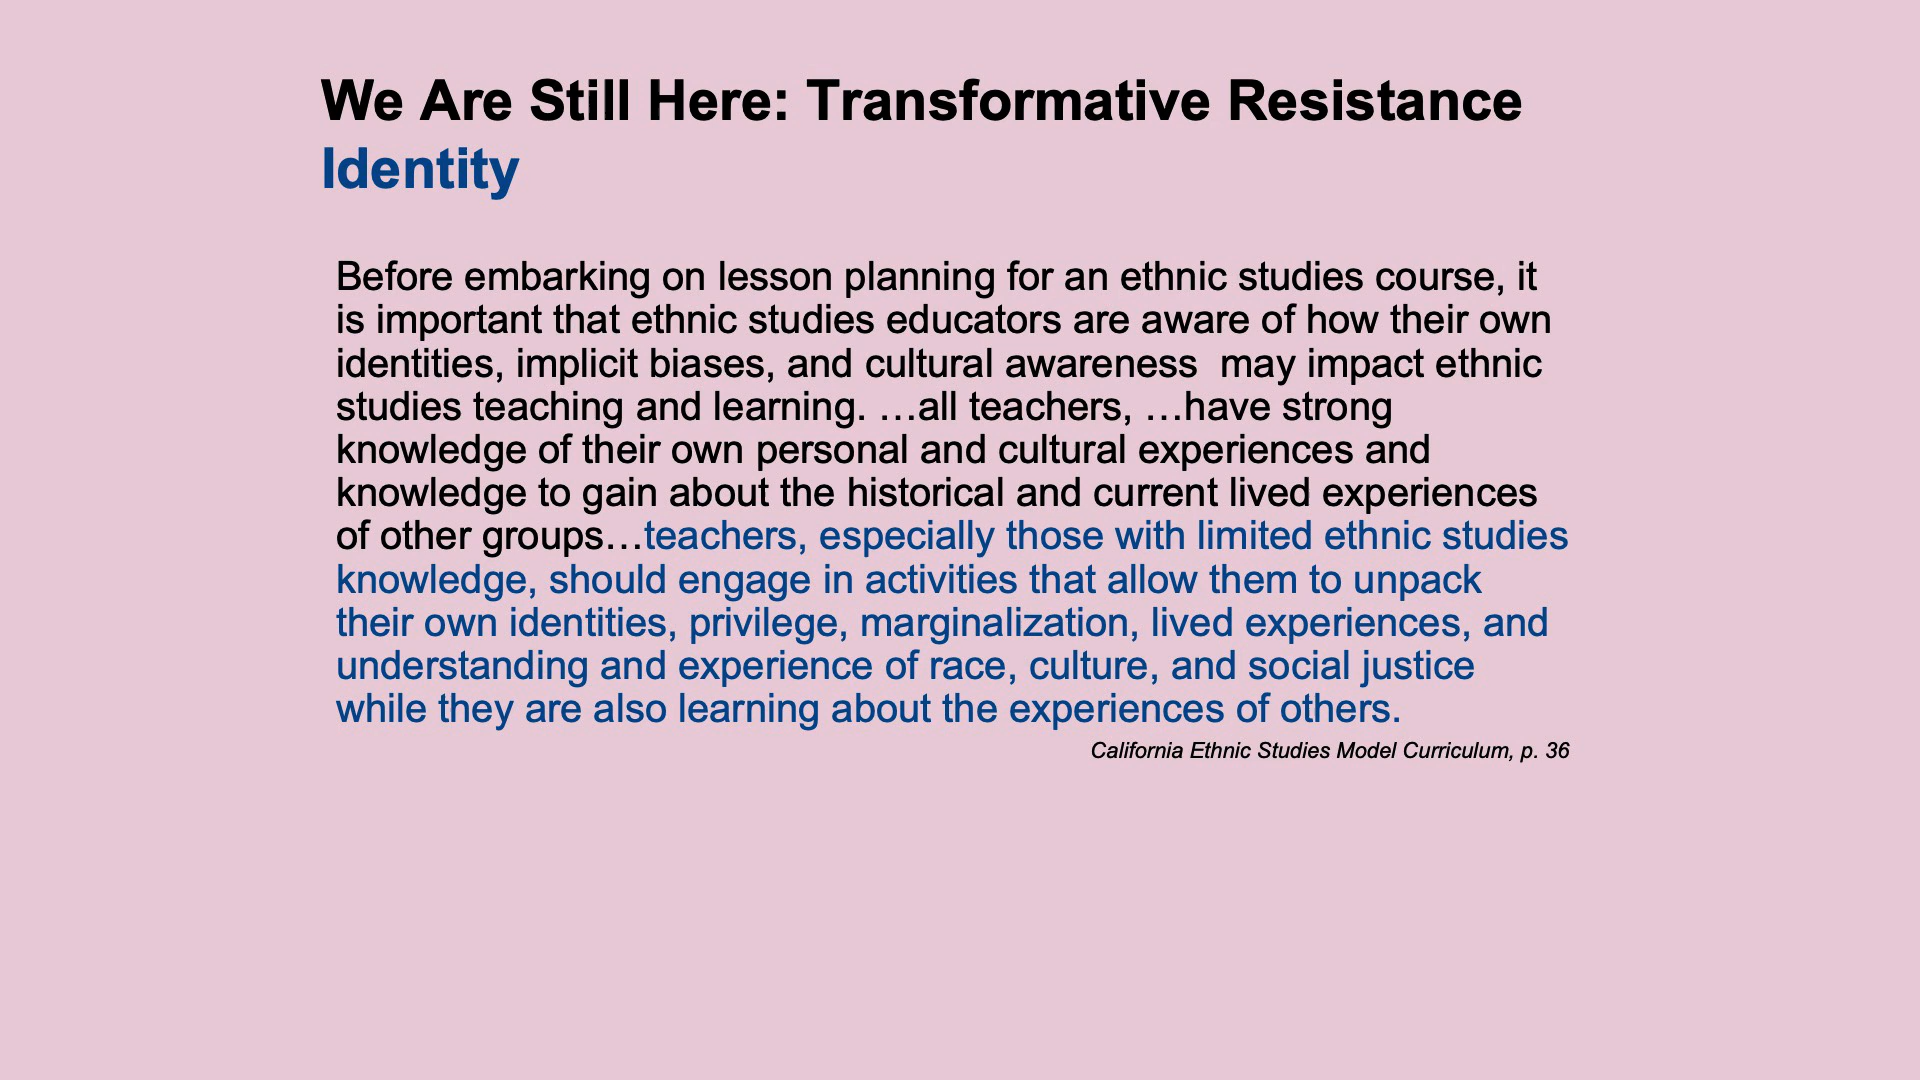 We Are Still Here: Transformative Resistance
Identity
Before embarking on lesson planning for an ethnic studies course, it
is important that ethnic studies educators are aware of how their own
identities, implicit biases, and cultural awareness  may impact ethnic
studies teaching and learning. …all teachers, …have strong
knowledge of their own personal and cultural experiences and
knowledge to gain about the historical and current lived experiences
of other groups…teachers, especially those with limited ethnic studies
knowledge, should engage in activities that allow them to unpack
their own identities, privilege, marginalization, lived experiences, and
understanding and experience of race, culture, and social justice
while they are also learning about the experiences of others.
California Ethnic Studies Model Curriculum, p. 36